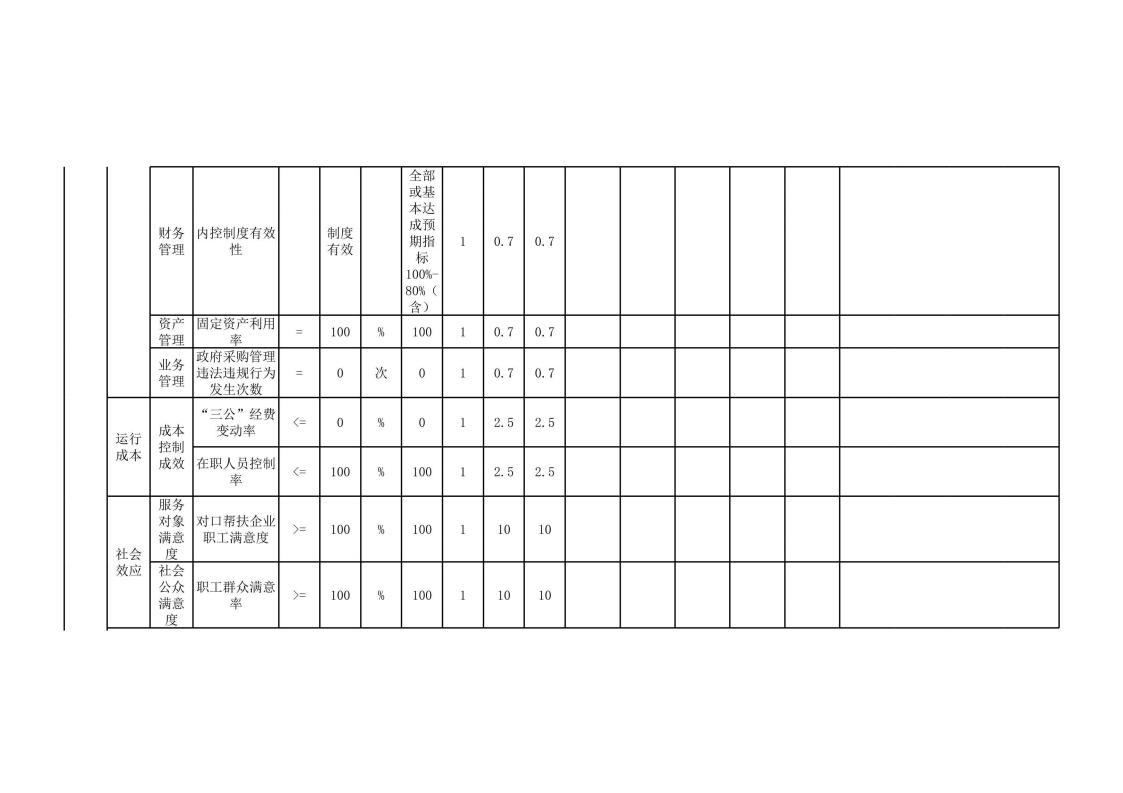 财务
管理
内控制度有效
性
制度
有效
全部
或基
本达
成预
期指
标
100%-
80%（
含）
1
0.7
0.7
资产
管理
固定资产利用
率
=
100
%
100
1
0.7
0.7
业务
管理
政府采购管理
违法违规行为
发生次数
=
0
次
0
1
0.7
0.7
运行
成本
成本
控制
成效
“三公”经费
变动率
<=
0
%
0
1
2.5
2.5
在职人员控制
率
<=
100
%
100
1
2.5
2.5
社会
效应
服务
对象
满意
度
对口帮扶企业
职工满意度
>=
100
%
100
1
10
10
社会
公众
满意
度
职工群众满意
率
>=
100
%
100
1
10
10